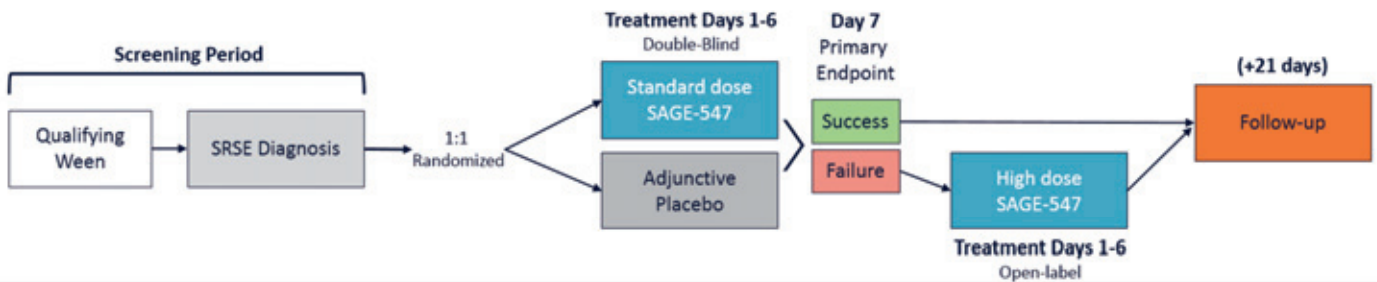 Screening Period
Qualifying
Ween
SRSE Diagnosis
1:1
Randomized
Treatment Days 1-6
Double-Blind
Standard dose
SAGE-547
Adjunctive
Placebo
Day 7
Primary
Endpoint
Success
Failure
High dose
SAGE-547
Treatment Days 1-6
Open-label
(+21 days)
Follow-up